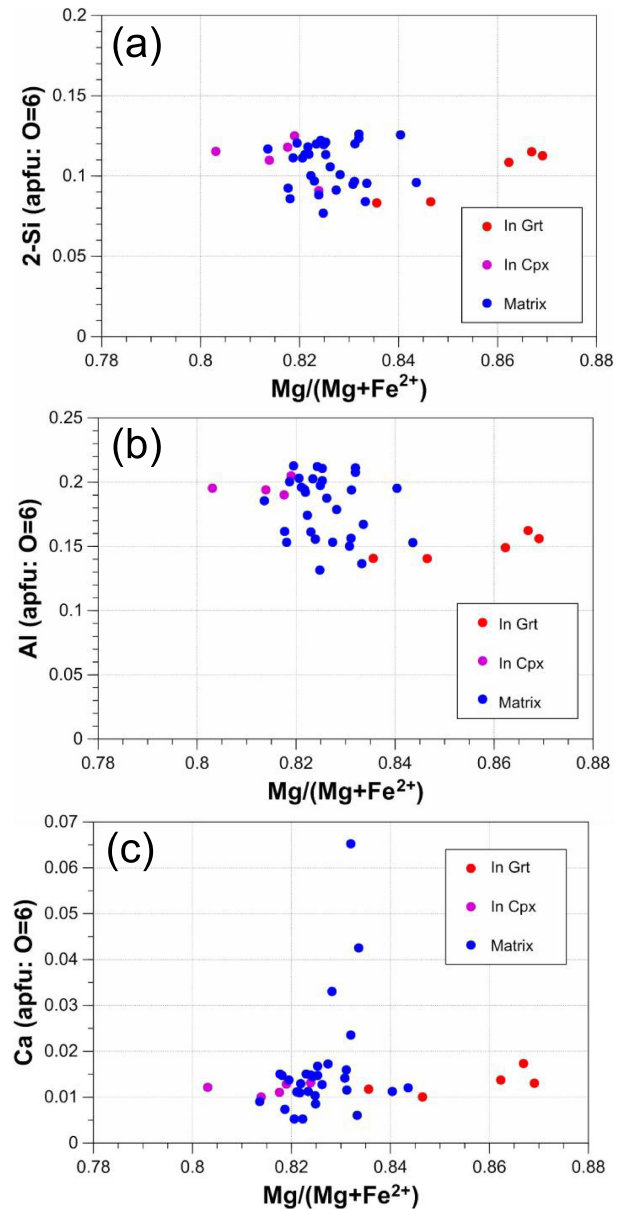 (a)
2-Si (apfu: O=6)
0.2
0.15
0.1
0.05
0
0.78
0.8
0.82
0.84
0.86
0.88
Mg/(Mg+Fe²⁺)
In Grt
In Cpx
Matrix
(b)
Al (apfu: O=6)
0.25
0.2
0.15
0.1
0.05
0
0.78
0.8
0.82
0.84
0.86
0.88
Mg/(Mg+Fe²⁺)
In Grt
In Cpx
Matrix
(c)
Ca (apfu: O=6)
0.07
0.06
0.05
0.04
0.03
0.02
0.01
0
0.78
0.8
0.82
0.84
0.86
0.88
Mg/(Mg+Fe²⁺)
In Grt
In Cpx
Matrix